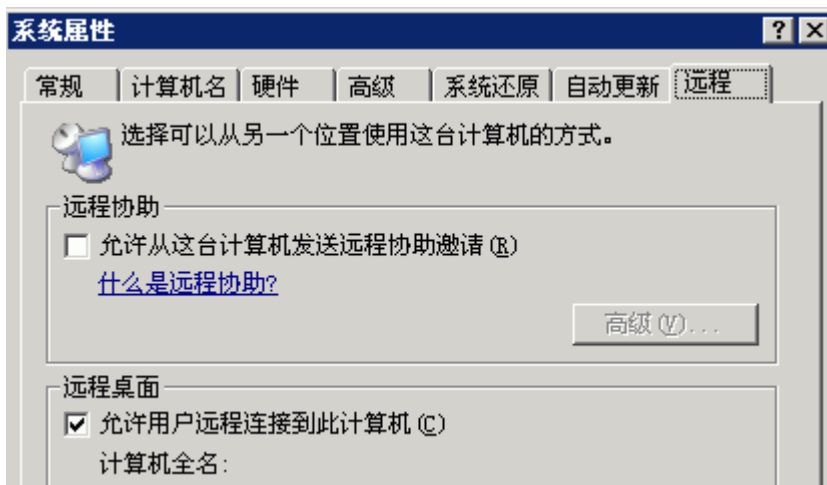 系统属性
常规 计算机名 硬件 高级 系统还原 自动更新 远程
选择可以从另一个位置使用这台计算机的方式。
远程协助
允许从这台计算机发送远程协助邀请(R)
什么是远程协助?
高级(V)...
远程桌面
允许用户远程连接到此计算机(C)
计算机全名: